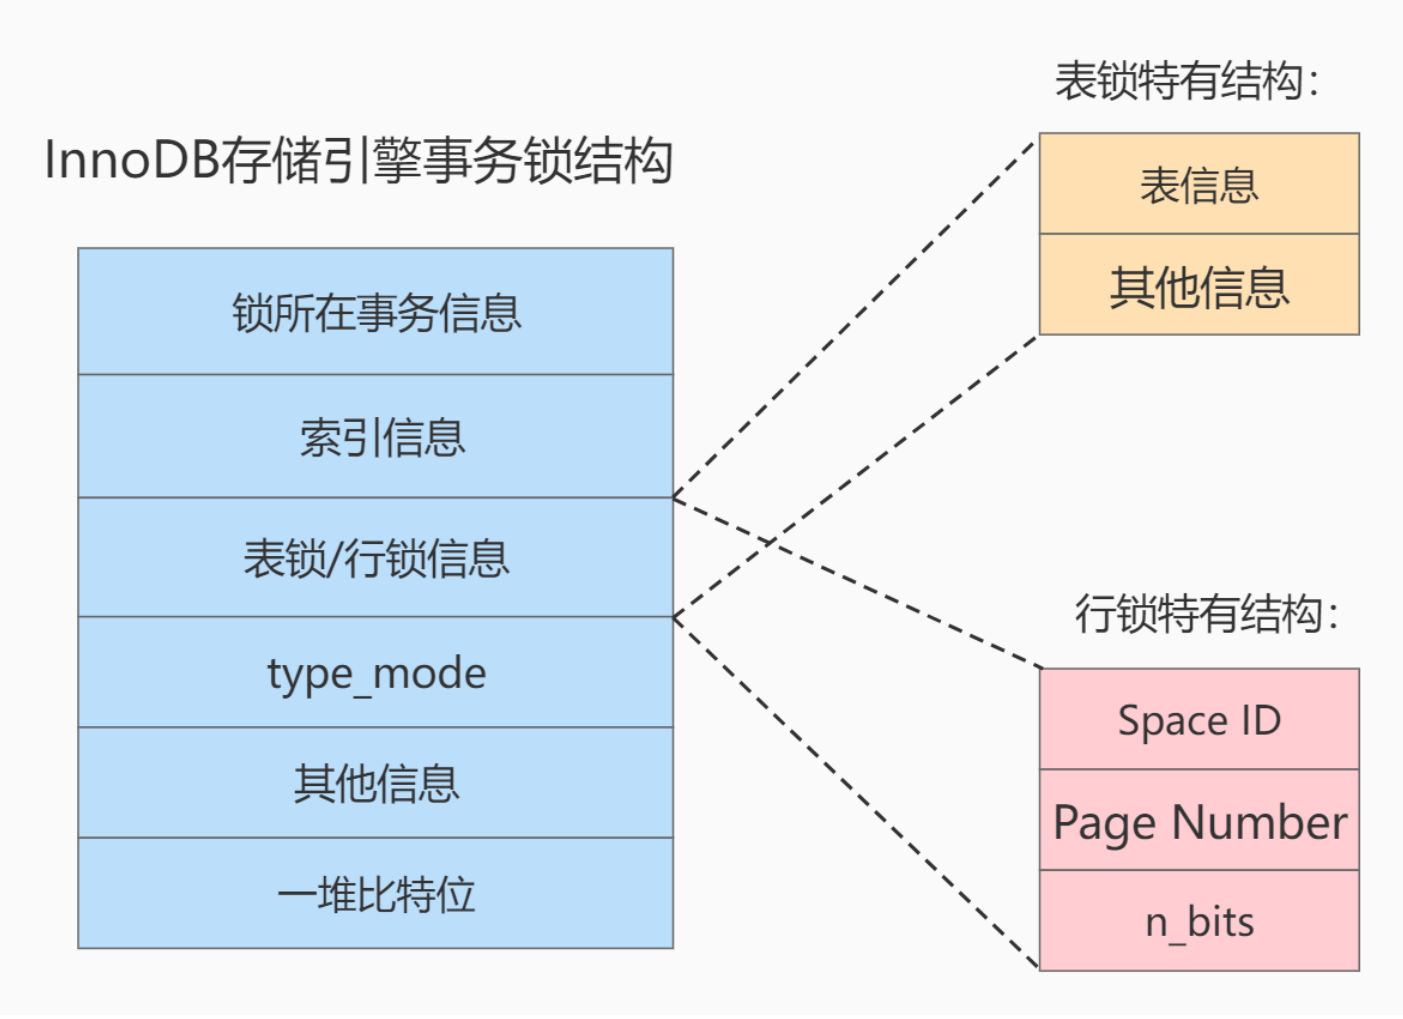 InnoDB存储引擎事务锁结构
锁所在事务信息
索引信息
表锁/行锁信息
type_mode
其他信息
一堆比特位
表锁特有结构：
表信息
其他信息
行锁特有结构：
Space ID
Page Number
n_bits